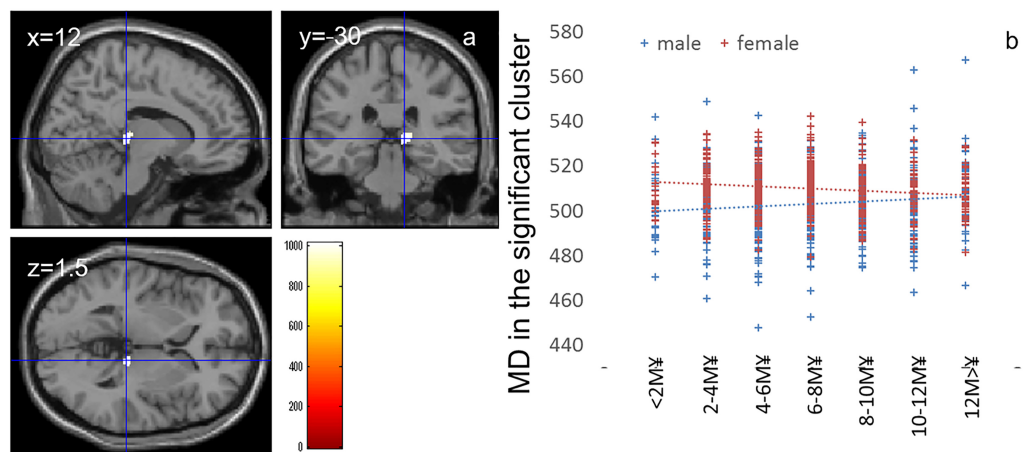 x=12
y=-30
a
z=1.5
1000
800
600
400
200
0
b
male
female
MD in the significant cluster
580
560
540
520
500
480
460
440
-
-
<2M¥
2-4M¥
4-6M¥
6-8M¥
8-10M¥
10-12M¥
12M>¥